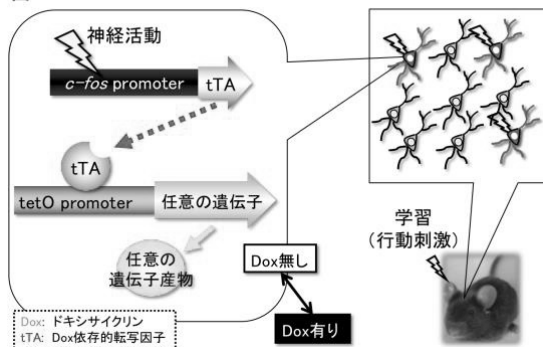 神経活動
c-fos promoter
tTA
tTA
tetO promoter
任意の遺伝子
任意の
遺伝子産物
Dox無し
Dox有り
Dox: ドキシサイクリン
tTA: Dox依存的転写因子
学習
(行動刺激)